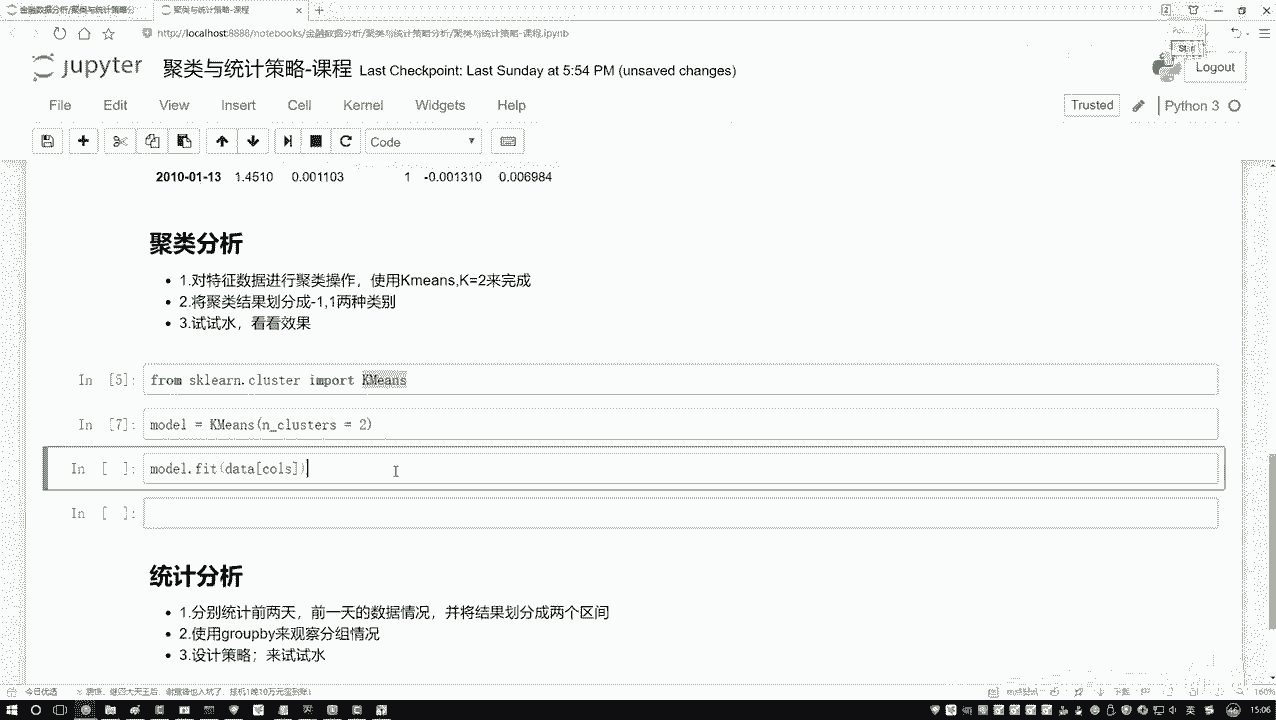 金融数据分析/聚类与统计策略分
聚类与统计策略-课程
http://localhost:8888/notebooks/金融数据分析/聚类与统计策略分析/聚类与统计策略-课程.ipynb
jupyter 聚类与统计策略-课程 Last Checkpoint: Last Sunday at 5:54 PM (unsaved changes)
Logout
File Edit View Insert Cell Kernel Widgets Help
Trusted Python 3
Code
2010-01-13 1.4510 0.001103 1 -0.001310 0.006984
聚类分析
1.对特征数据进行聚类操作，使用Kmeans,K=2来完成
2.将聚类结果划分成-1,1两种类别
3.试试水，看看效果
In [5]: from sklearn.cluster import KMeans
In [7]: model = KMeans(n_clusters = 2)
In [ ]: model.fit(data[cols])
In [ ]:
统计分析
1.分别统计前两天，前一天的数据情况，并将结果划分成两个区间
2.使用groupby来观察分组情况
3.设计策略；来试试水
今日优选
160%
英
15:06